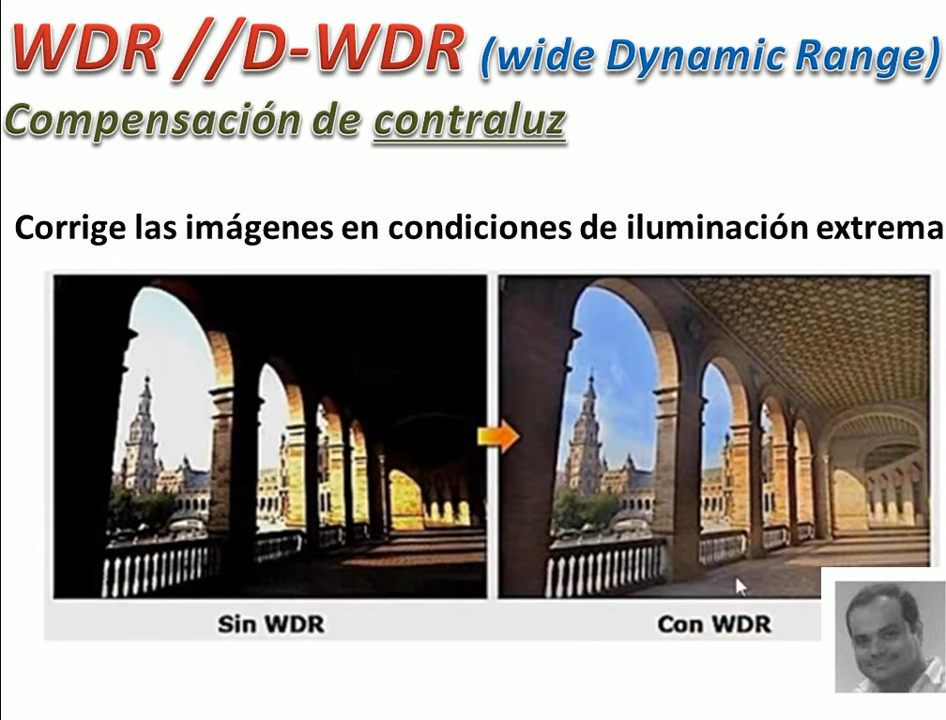 WDR //D-WDR (wide Dynamic Range)
Compensación de contraluz
Corrige las imágenes en condiciones de iluminación extrema
Sin WDR
Con WDR